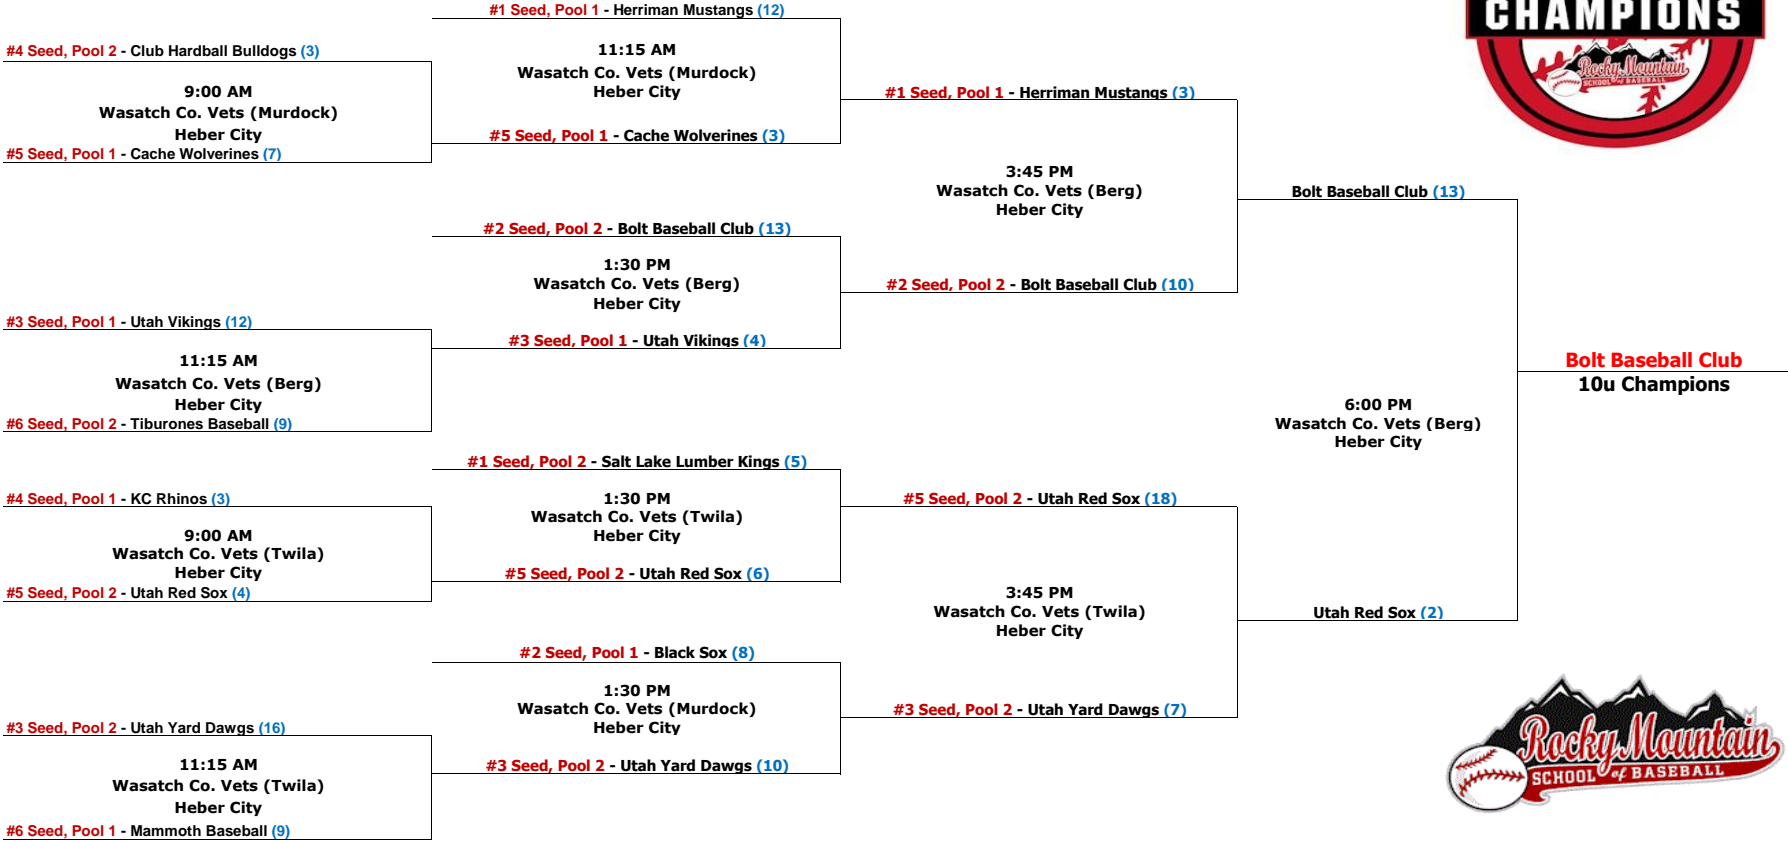 #1 Seed, Pool 1 - Herriman Mustangs (12)
#4 Seed, Pool 2 - Club Hardball Bulldogs (3)
11:15 AM
Wasatch Co. Vets (Murdock)
Heber City
9:00 AM
Wasatch Co. Vets (Murdock)
Heber City
#5 Seed, Pool 1 - Cache Wolverines (3)
#5 Seed, Pool 1 - Cache Wolverines (7)
#1 Seed, Pool 1 - Herriman Mustangs (3)
3:45 PM
Wasatch Co. Vets (Berg)
Heber City
#2 Seed, Pool 2 - Bolt Baseball Club (13)
1:30 PM
Wasatch Co. Vets (Berg)
Heber City
#2 Seed, Pool 2 - Bolt Baseball Club (10)
#3 Seed, Pool 1 - Utah Vikings (12)
#3 Seed, Pool 1 - Utah Vikings (4)
11:15 AM
Wasatch Co. Vets (Berg)
Heber City
#6 Seed, Pool 2 - Tiburones Baseball (9)
#1 Seed, Pool 2 - Salt Lake Lumber Kings (5)
#4 Seed, Pool 1 - KC Rhinos (3)
1:30 PM
Wasatch Co. Vets (Twila)
Heber City
9:00 AM
Wasatch Co. Vets (Twila)
Heber City
#5 Seed, Pool 2 - Utah Red Sox (6)
#5 Seed, Pool 2 - Utah Red Sox (4)
#5 Seed, Pool 2 - Utah Red Sox (18)
3:45 PM
Wasatch Co. Vets (Twila)
Heber City
#2 Seed, Pool 1 - Black Sox (8)
1:30 PM
Wasatch Co. Vets (Murdock)
Heber City
#3 Seed, Pool 2 - Utah Yard Dawgs (7)
#3 Seed, Pool 2 - Utah Yard Dawgs (16)
#3 Seed, Pool 2 - Utah Yard Dawgs (10)
11:15 AM
Wasatch Co. Vets (Twila)
Heber City
#6 Seed, Pool 1 - Mammoth Baseball (9)
Bolt Baseball Club (13)
6:00 PM
Wasatch Co. Vets (Berg)
Heber City
Utah Red Sox (2)
Bolt Baseball Club
10u Champions
CHAMPIONS
Rocky Mountain
SCHOOL of BASEBALL
Rocky Mountain
SCHOOL of BASEBALL